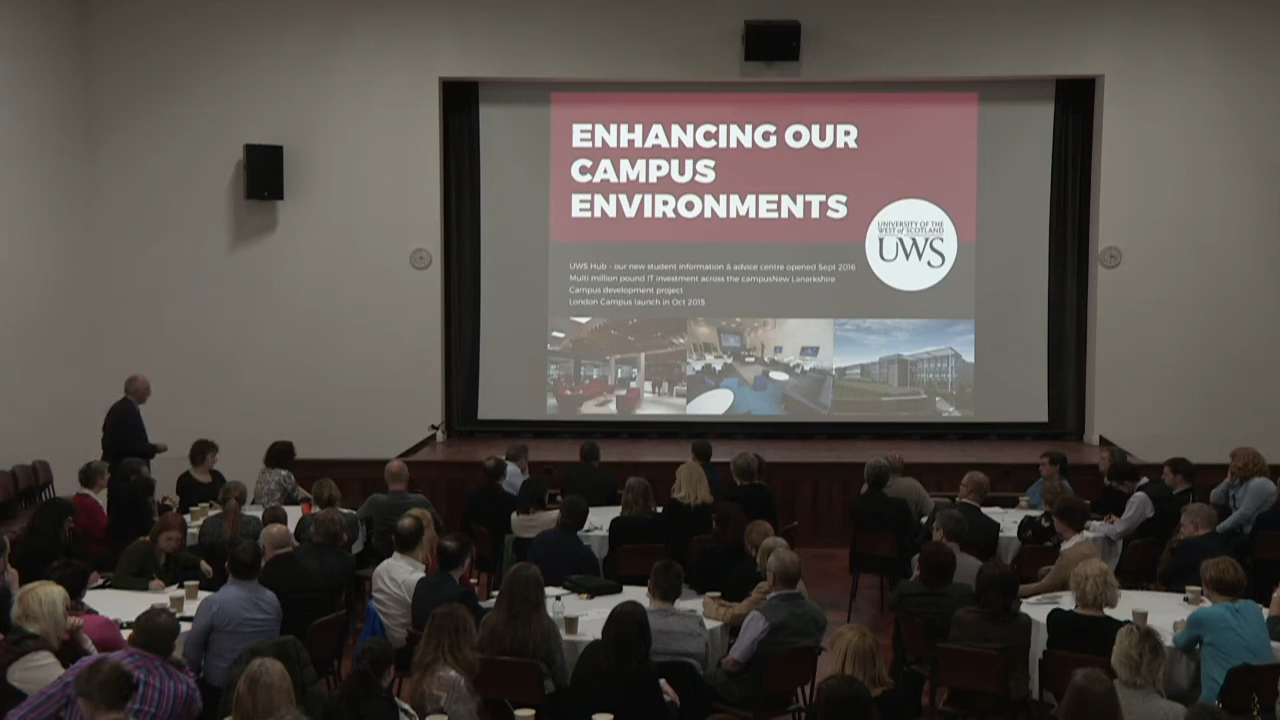 ENHANCING OUR
CAMPUS
ENVIRONMENTS
UNIVERSITY OF THE
WEST of SCOTLAND
UWS
UWS Hub - our new student information & advice centre opened Sept 2016
Multi million pound IT investment across the campusNew Lanarkshire
Campus development project
London Campus launch in Oct 2015